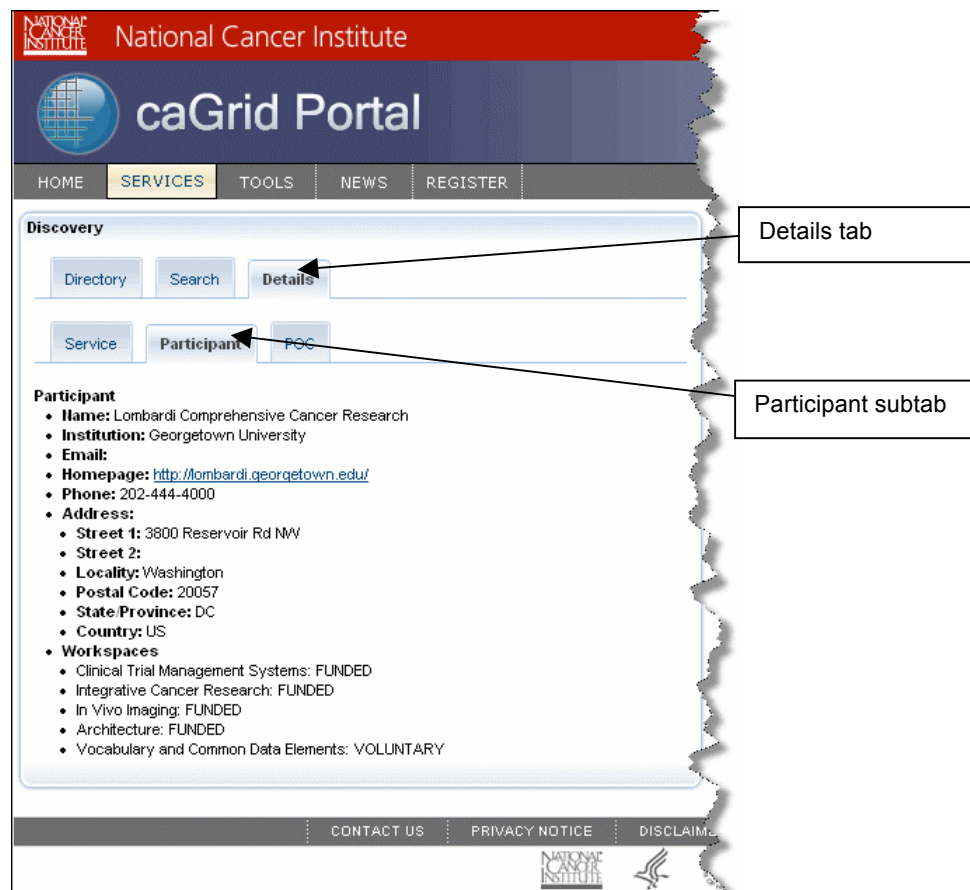 NATIONAL CANCER INSTITUTE
National Cancer Institute
caGrid Portal
HOME SERVICES TOOLS NEWS REGISTER
Discovery
Details tab
Directory Search Details
Service Participant POC
Participant subtab
Participant
• Name: Lombardi Comprehensive Cancer Research
• Institution: Georgetown University
• Email:
• Homepage: http://lombardi.georgetown.edu/
• Phone: 202-444-4000
• Address:
• Street 1: 3800 Reservoir Rd NW
• Street 2:
• Locality: Washington
• Postal Code: 20057
• State/Province: DC
• Country: US
• Workspaces
• Clinical Trial Management Systems: FUNDED
• Integrative Cancer Research: FUNDED
• In Vivo Imaging: FUNDED
• Architecture: FUNDED
• Vocabulary and Common Data Elements: VOLUNTARY
CONTACT US PRIVACY NOTICE DISCLAIM
NATIONAL CANCER INSTITUTE